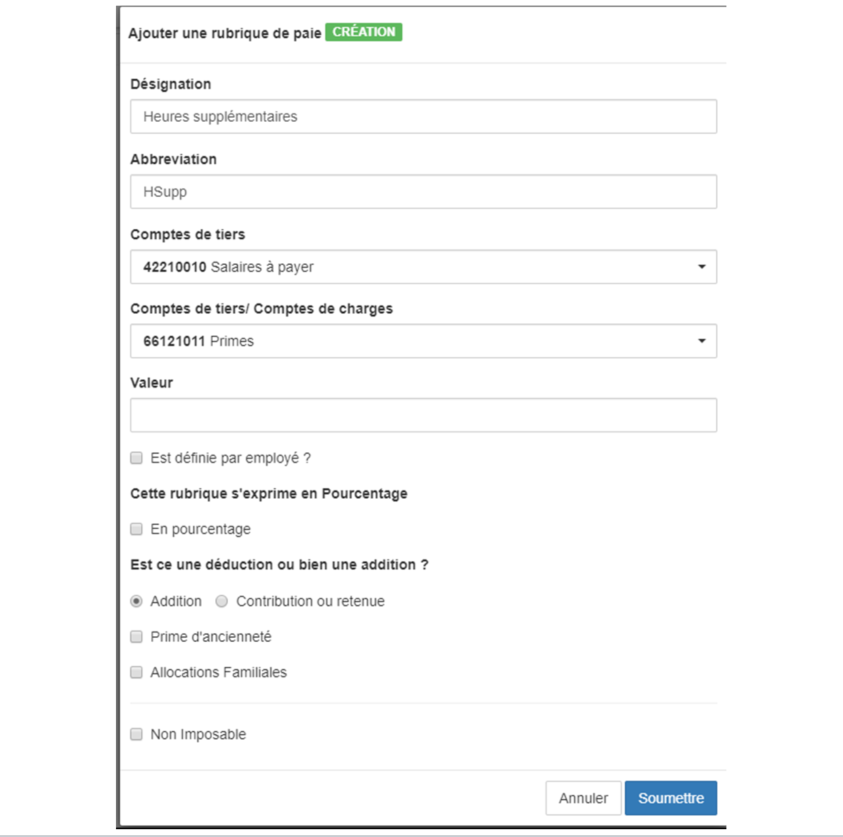 Ajouter une rubrique de paie CRÉATION
Désignation
Heures supplémentaires
Abbreviation
HSupp
Comptes de tiers
42210010 Salaires à payer
Comptes de tiers/ Comptes de charges
66121011 Primes
Valeur
Est définie par employé ?
Cette rubrique s'exprime en Pourcentage
En pourcentage
Est ce une déduction ou bien une addition ?
Addition Contribution ou retenue
Prime d'ancienneté
Allocations Familiales
Non Imposable
Annuler Soumettre